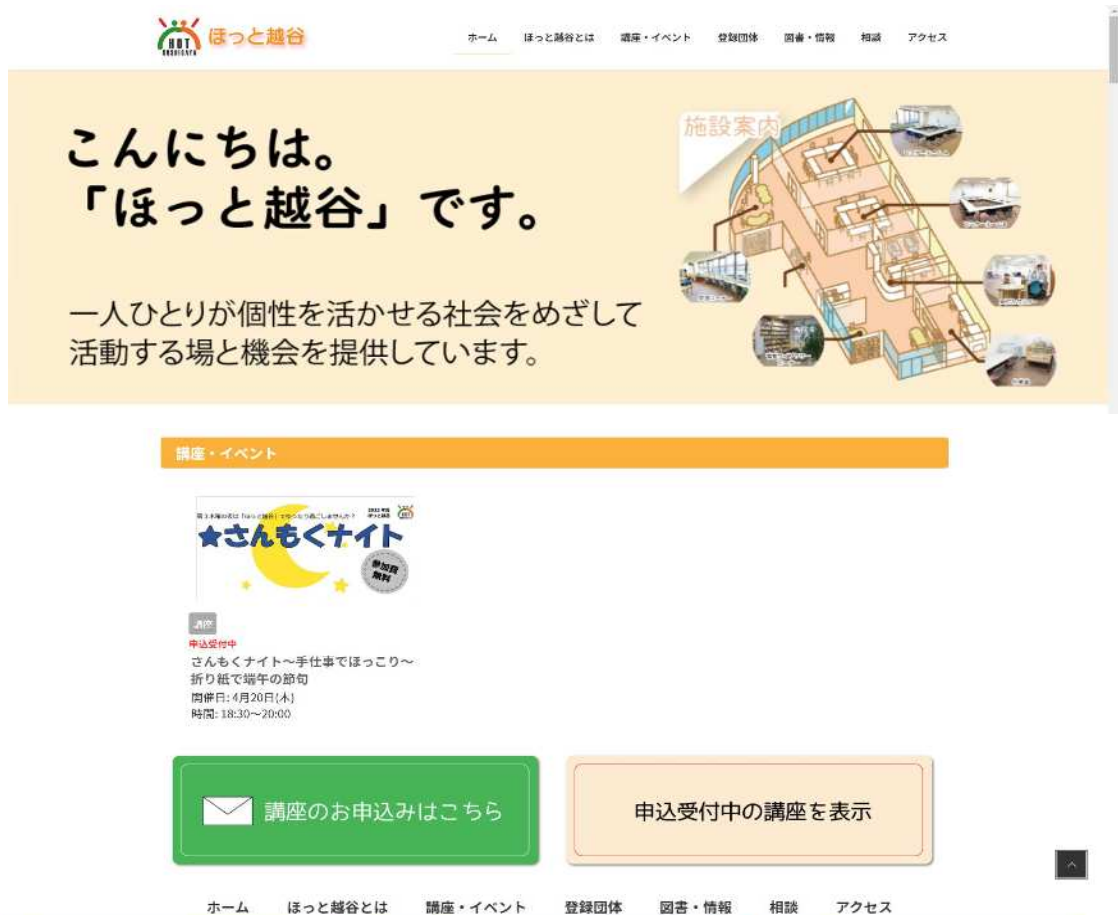 HOT
KOSHIGAYA
ほっと越谷
ホーム ほっと越谷とは 講座・イベント 登録団体 図書・情報 相談 アクセス
こんにちは。
「ほっと越谷」です。
一人ひとりが個性を活かせる社会をめざして
活動する場と機会を提供しています。
施設案内
講座・イベント
★さんもくナイト
参加費
無料
講座
申込受付中
さんもくナイト～手仕事でほっこり～
折り紙で端午の節句
開催日: 4月20日(木)
時間: 18:30～20:00
講座のお申込みはこちら
申込受付中の講座を表示
ホーム ほっと越谷とは 講座・イベント 登録団体 図書・情報 相談 アクセス